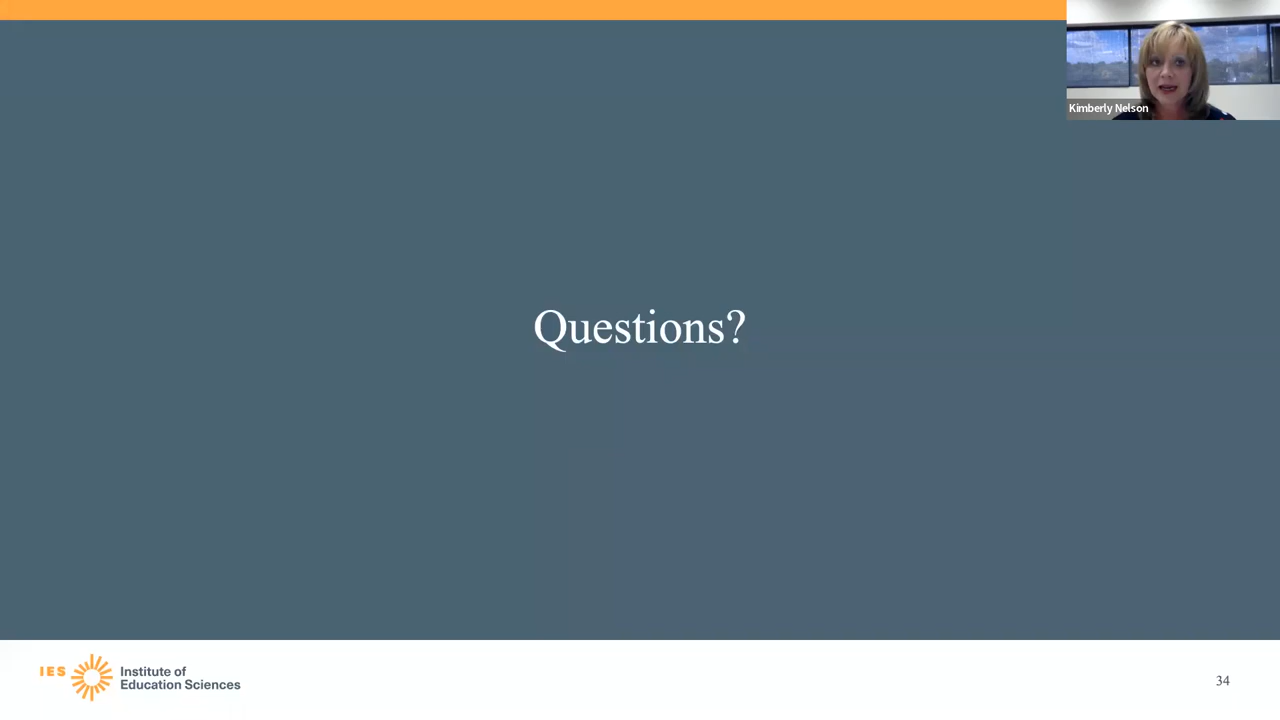 Kimberly Nelson
Questions?
IES
Institute of
Education Sciences
34